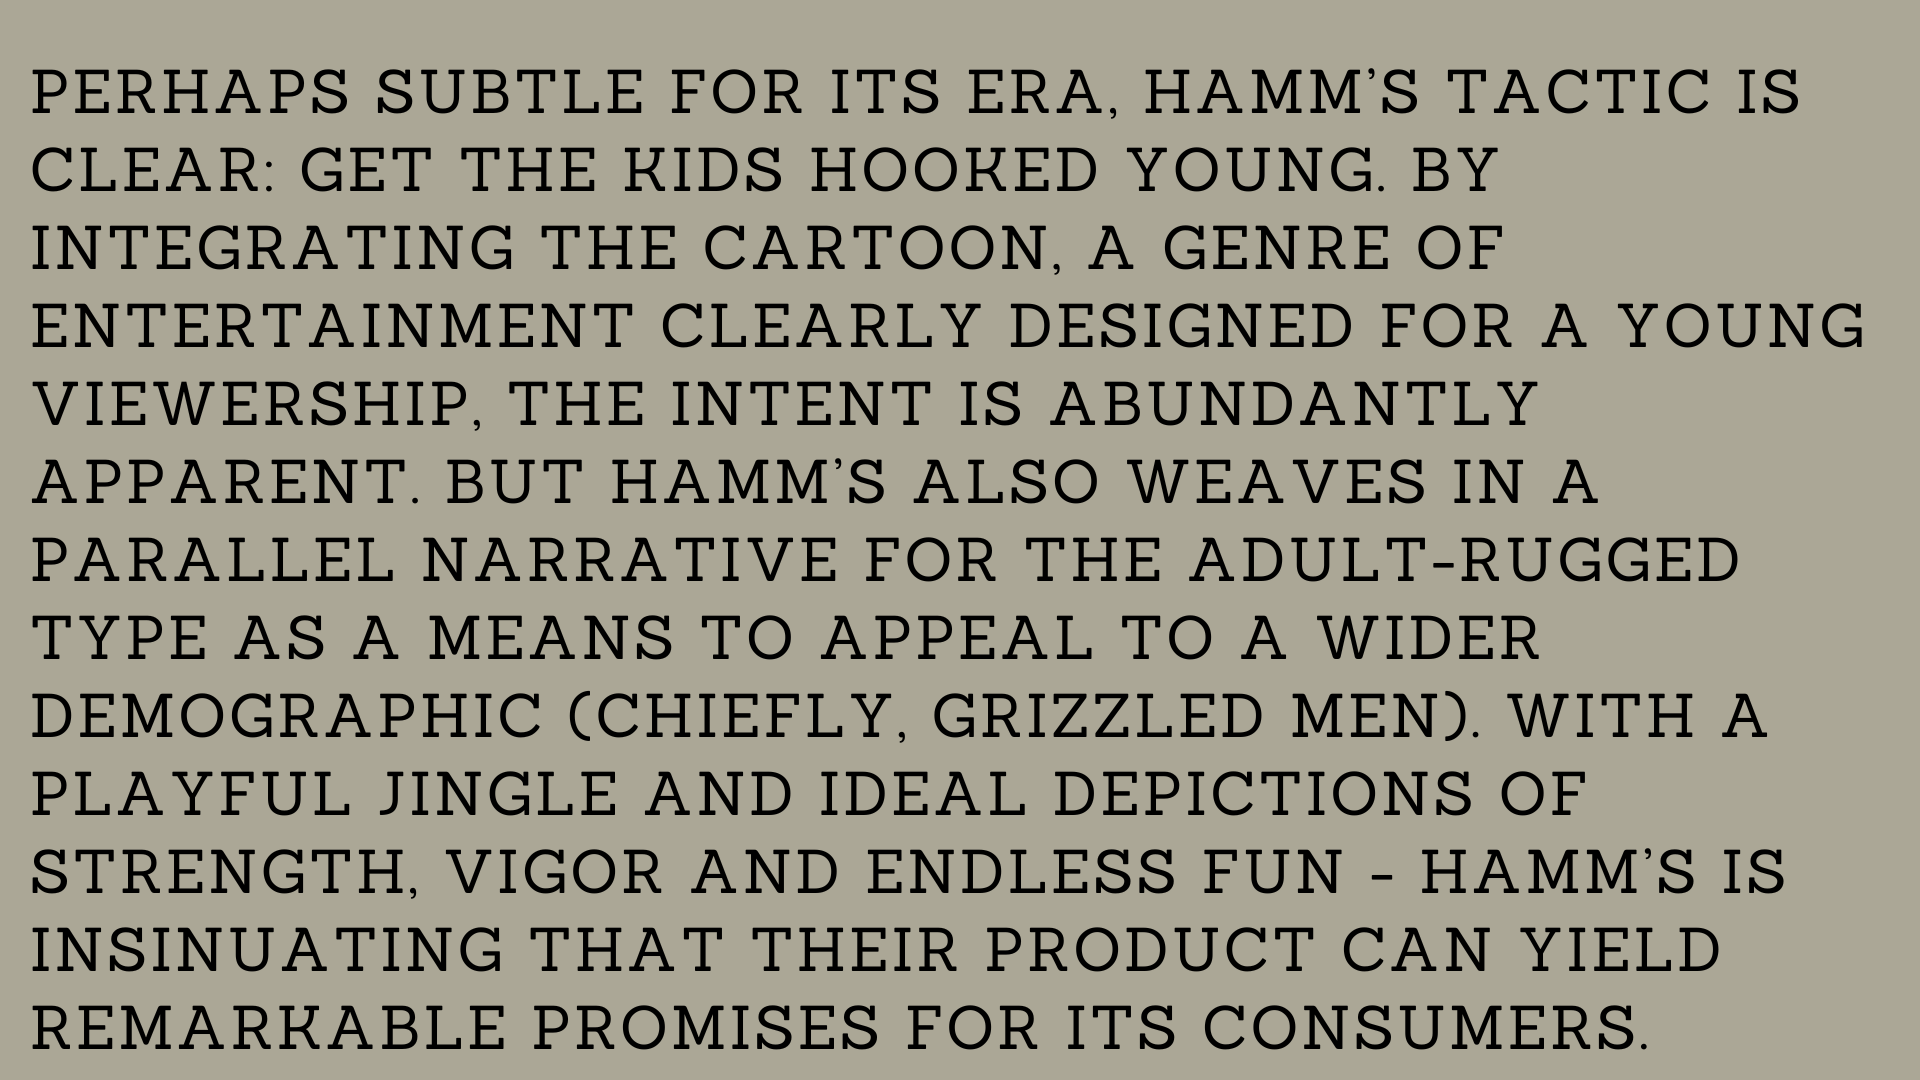 PERHAPS SUBTLE FOR ITS ERA, HAMM’S TACTIC IS
CLEAR: GET THE KIDS HOOKED YOUNG. BY
INTEGRATING THE CARTOON, A GENRE OF
ENTERTAINMENT CLEARLY DESIGNED FOR A YOUNG
VIEWERSHIP, THE INTENT IS ABUNDANTLY
APPARENT. BUT HAMM’S ALSO WEAVES IN A
PARALLEL NARRATIVE FOR THE ADULT-RUGGED
TYPE AS A MEANS TO APPEAL TO A WIDER
DEMOGRAPHIC (CHIEFLY, GRIZZLED MEN). WITH A
PLAYFUL JINGLE AND IDEAL DEPICTIONS OF
STRENGTH, VIGOR AND ENDLESS FUN - HAMM’S IS
INSINUATING THAT THEIR PRODUCT CAN YIELD
REMARKABLE PROMISES FOR ITS CONSUMERS.